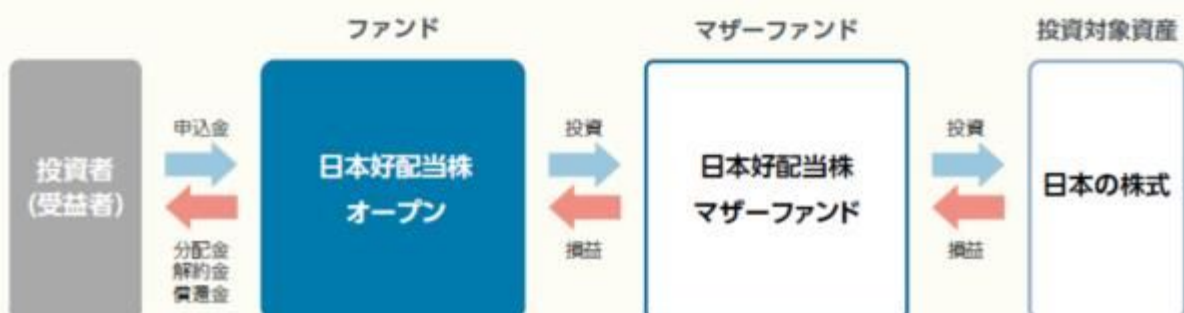 ファンド
マザーファンド
投資対象資産
投資者
(受益者)
申込金
分配金
解約金
償還金
日本好配当株
オープン
投資
損益
日本好配当株
マザーファンド
投資
損益
日本の株式